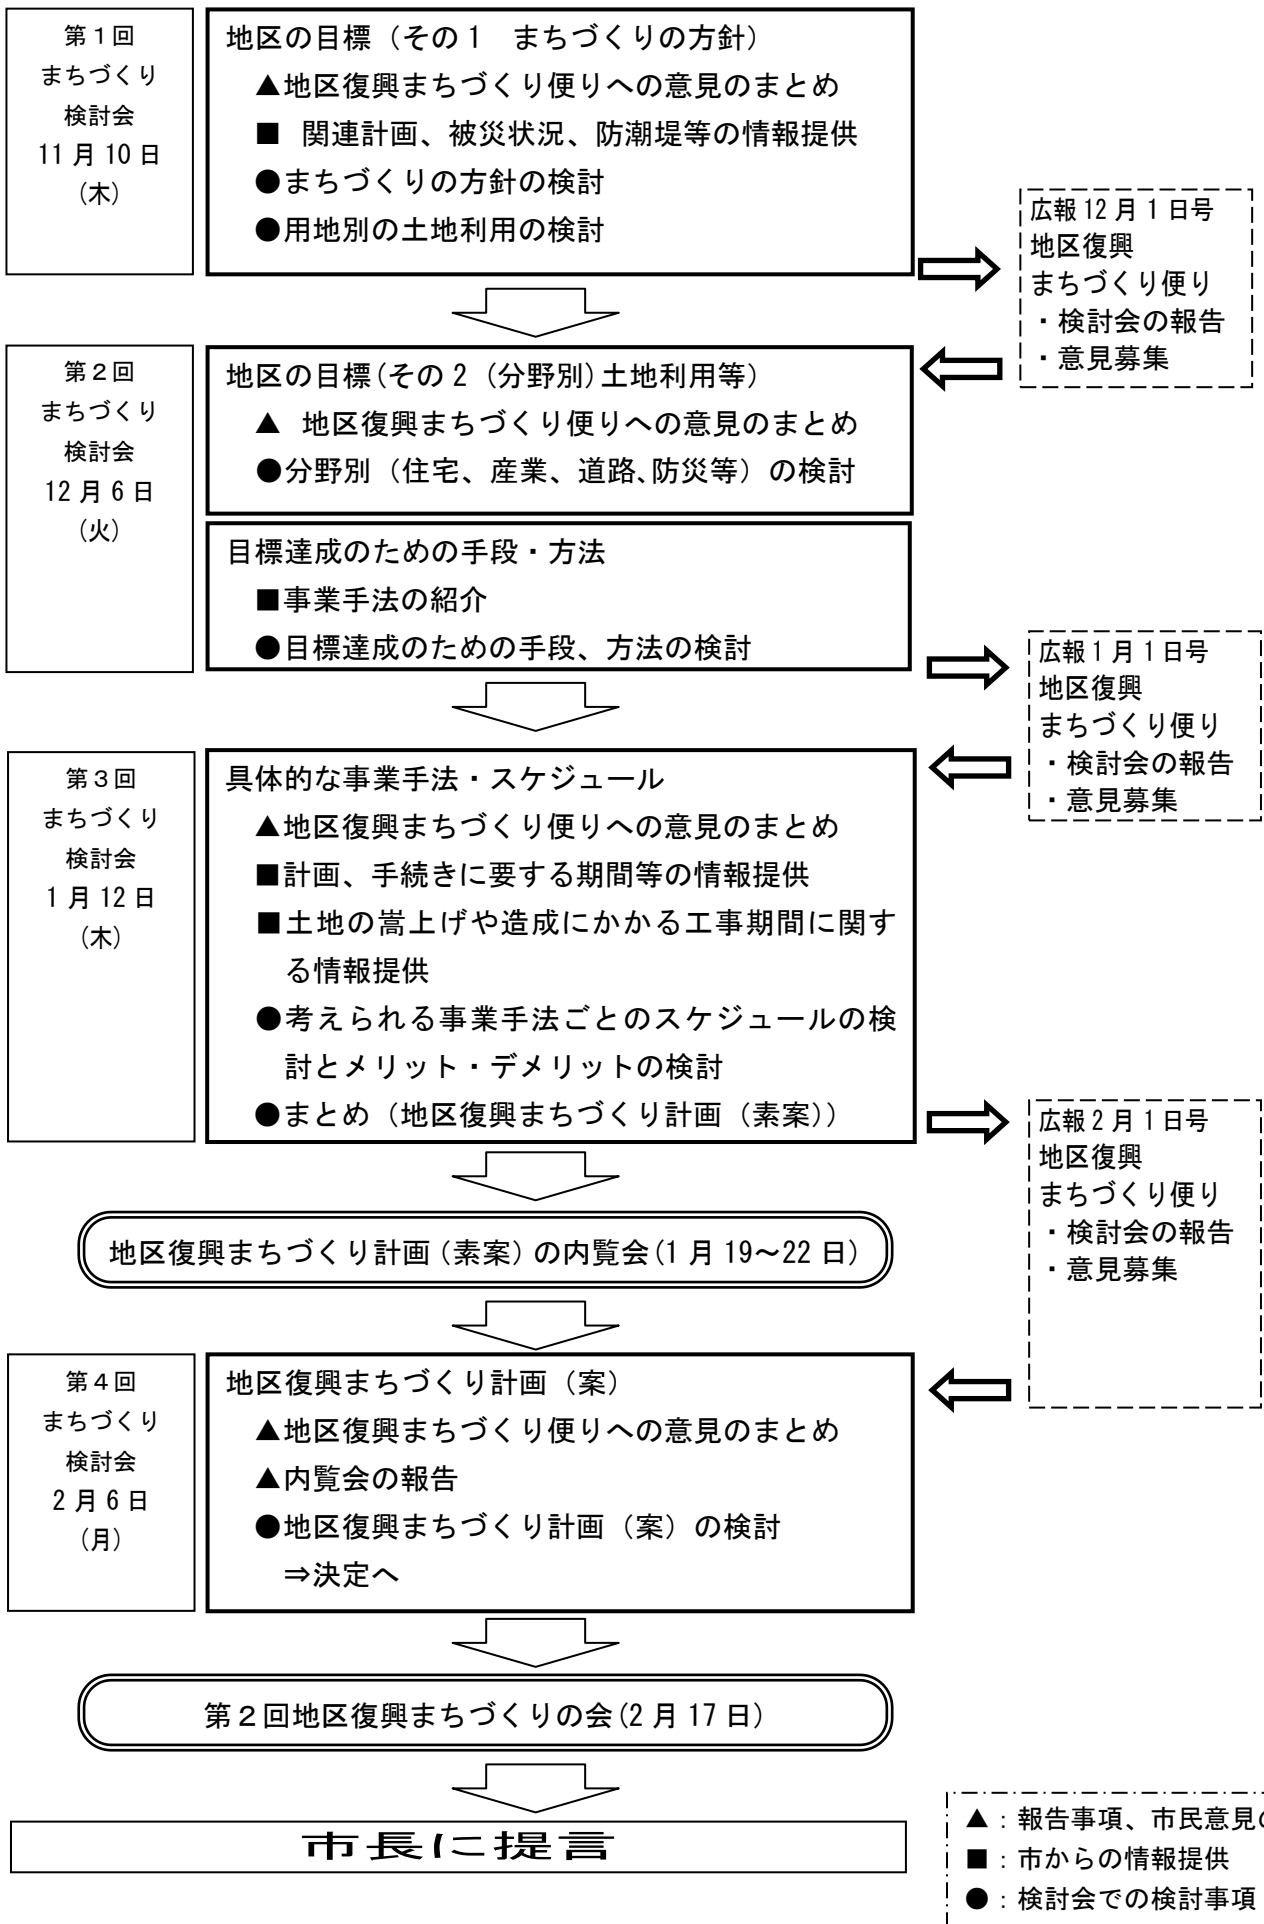 第１回
まちづくり
検討会
11月10日
(木)
地区の目標（その１　まちづくりの方針）
▲地区復興まちづくり便りへの意見のまとめ
■ 関連計画、被災状況、防潮堤等の情報提供
●まちづくりの方針の検討
●用地別の土地利用の検討
広報12月1日号
地区復興
まちづくり便り
・検討会の報告
・意見募集
第２回
まちづくり
検討会
12月6日
(火)
地区の目標(その2（分野別)土地利用等)
▲ 地区復興まちづくり便りへの意見のまとめ
●分野別（住宅、産業、道路､防災等）の検討
目標達成のための手段・方法
■事業手法の紹介
●目標達成のための手段、方法の検討
広報1月1日号
地区復興
まちづくり便り
・検討会の報告
・意見募集
第３回
まちづくり
検討会
1月12日
(木)
具体的な事業手法・スケジュール
▲地区復興まちづくり便りへの意見のまとめ
■計画、手続きに要する期間等の情報提供
■土地の嵩上げや造成にかかる工事期間に関す
る情報提供
●考えられる事業手法ごとのスケジュールの検
討とメリット・デメリットの検討
●まとめ（地区復興まちづくり計画（素案））
広報2月1日号
地区復興
まちづくり便り
・検討会の報告
・意見募集
地区復興まちづくり計画(素案)の内覧会(1月19～22日)
第４回
まちづくり
検討会
2月6日
(月)
地区復興まちづくり計画（案）
▲地区復興まちづくり便りへの意見のまとめ
▲内覧会の報告
●地区復興まちづくり計画（案）の検討
⇒決定へ
第２回地区復興まちづくりの会(2月17日)
市長に提言
▲：報告事項、市民意見の
■：市からの情報提供
●：検討会での検討事項